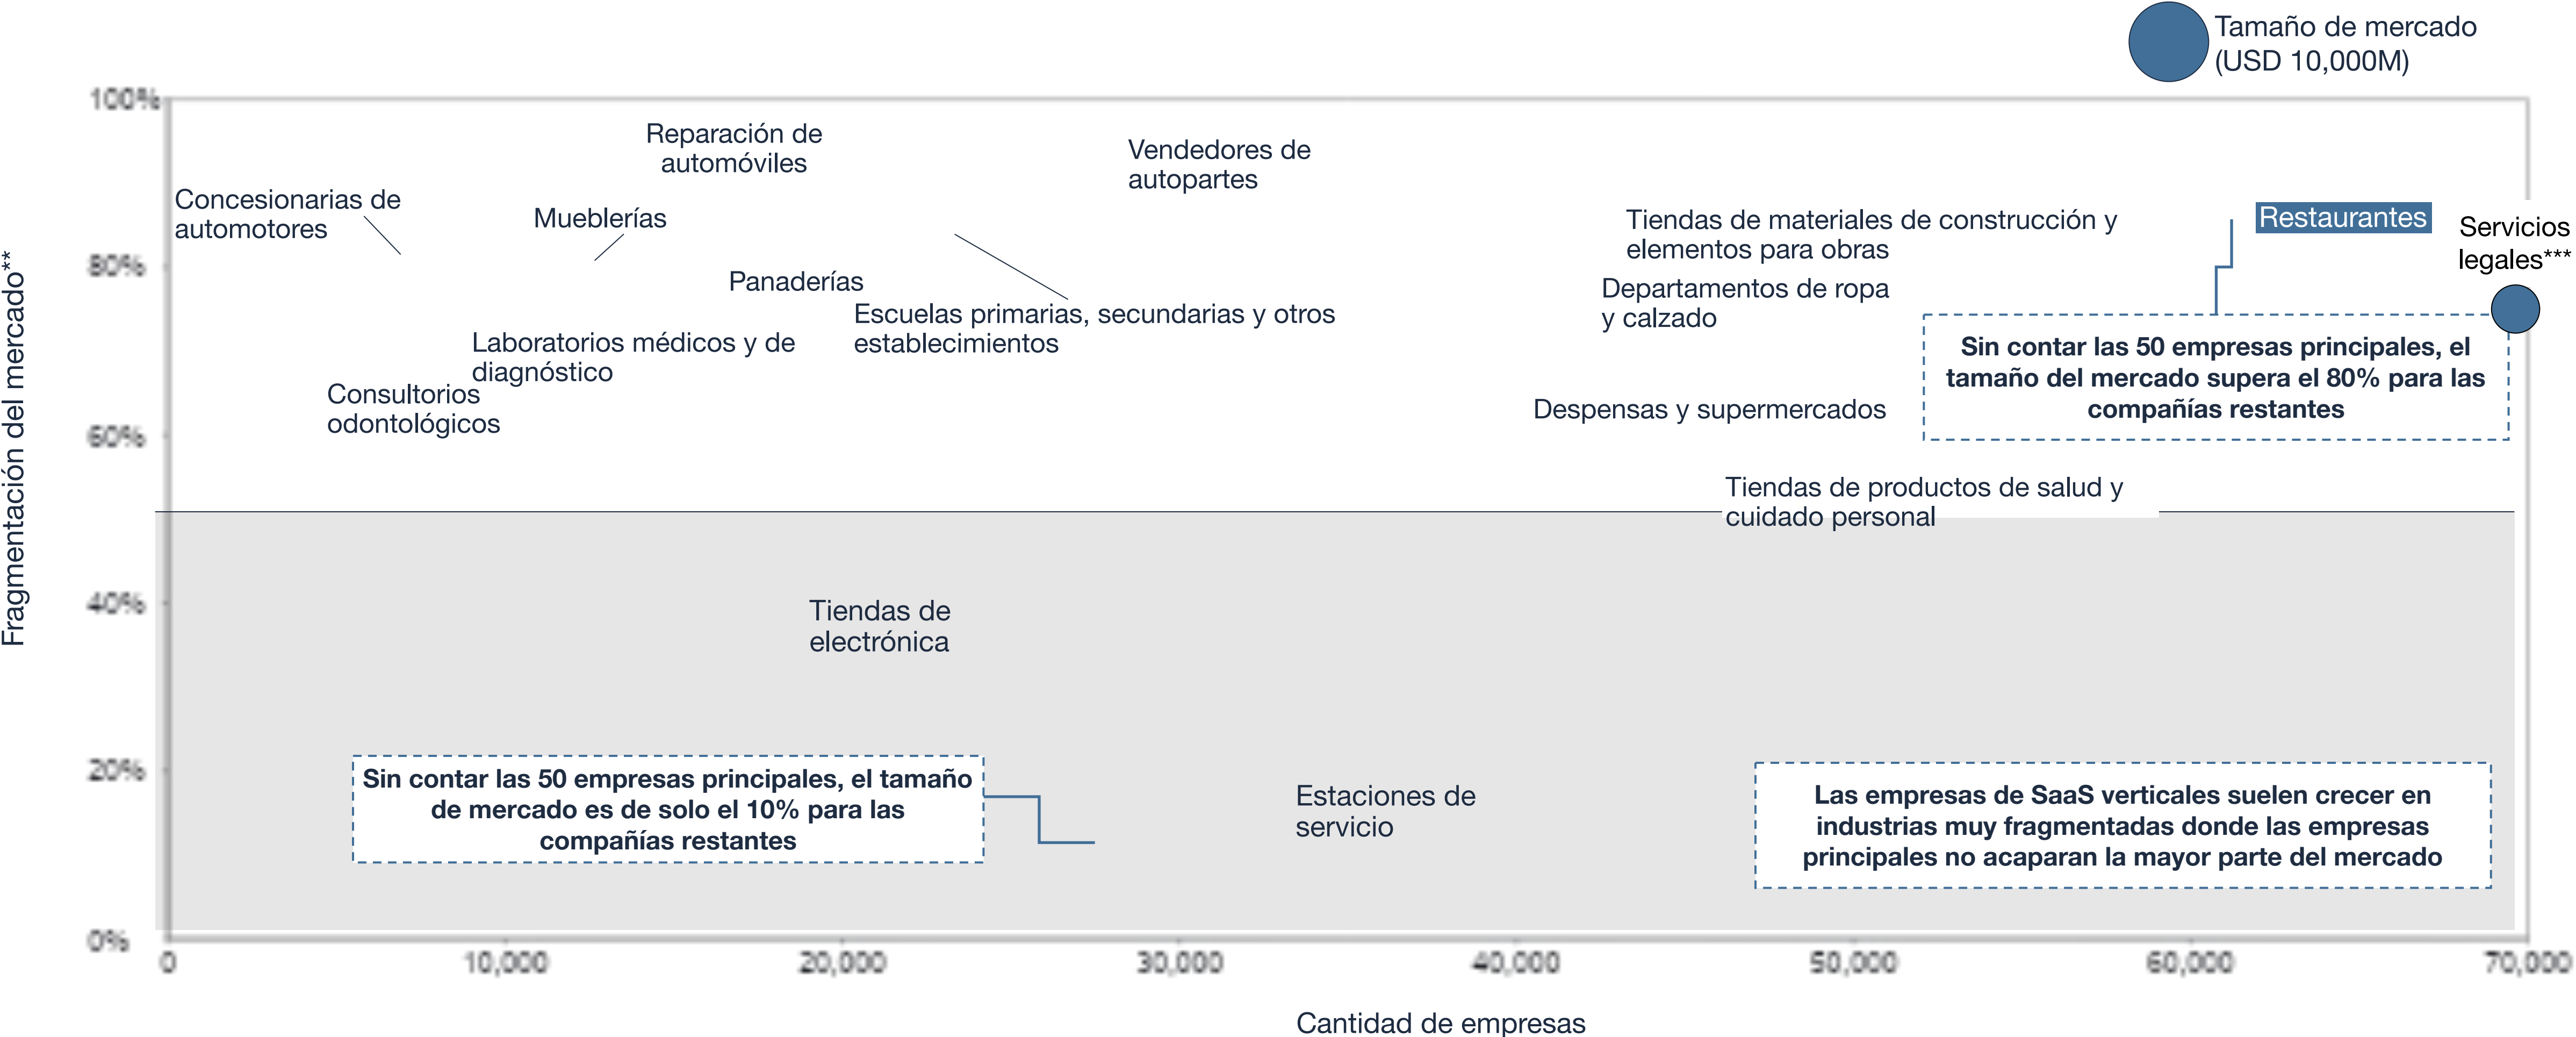 Tamaño de mercado
(USD 10,000M)
Fragmentación del mercado**
100%
80%
60%
40%
20%
0%
Reparación de
automóviles
Vendedores de
autopartes
Concesionarias de
automotores
Mueblerías
Tiendas de materiales de construcción y
elementos para obras
Restaurantes
Servicios
legales***
Panaderías
Departamentos de ropa
y calzado
Escuelas primarias, secundarias y otros
establecimientos
Laboratorios médicos y de
diagnóstico
Sin contar las 50 empresas principales, el
tamaño del mercado supera el 80% para las
compañías restantes
Consultorios
odontológicos
Despensas y supermercados
Tiendas de productos de salud y
cuidado personal
Tiendas de
electrónica
Sin contar las 50 empresas principales, el tamaño
de mercado es de solo el 10% para las
compañías restantes
Estaciones de
servicio
Las empresas de SaaS verticales suelen crecer en
industrias muy fragmentadas donde las empresas
principales no acaparan la mayor parte del mercado
0
10,000
20,000
30,000
40,000
50,000
60,000
70,000
Cantidad de empresas